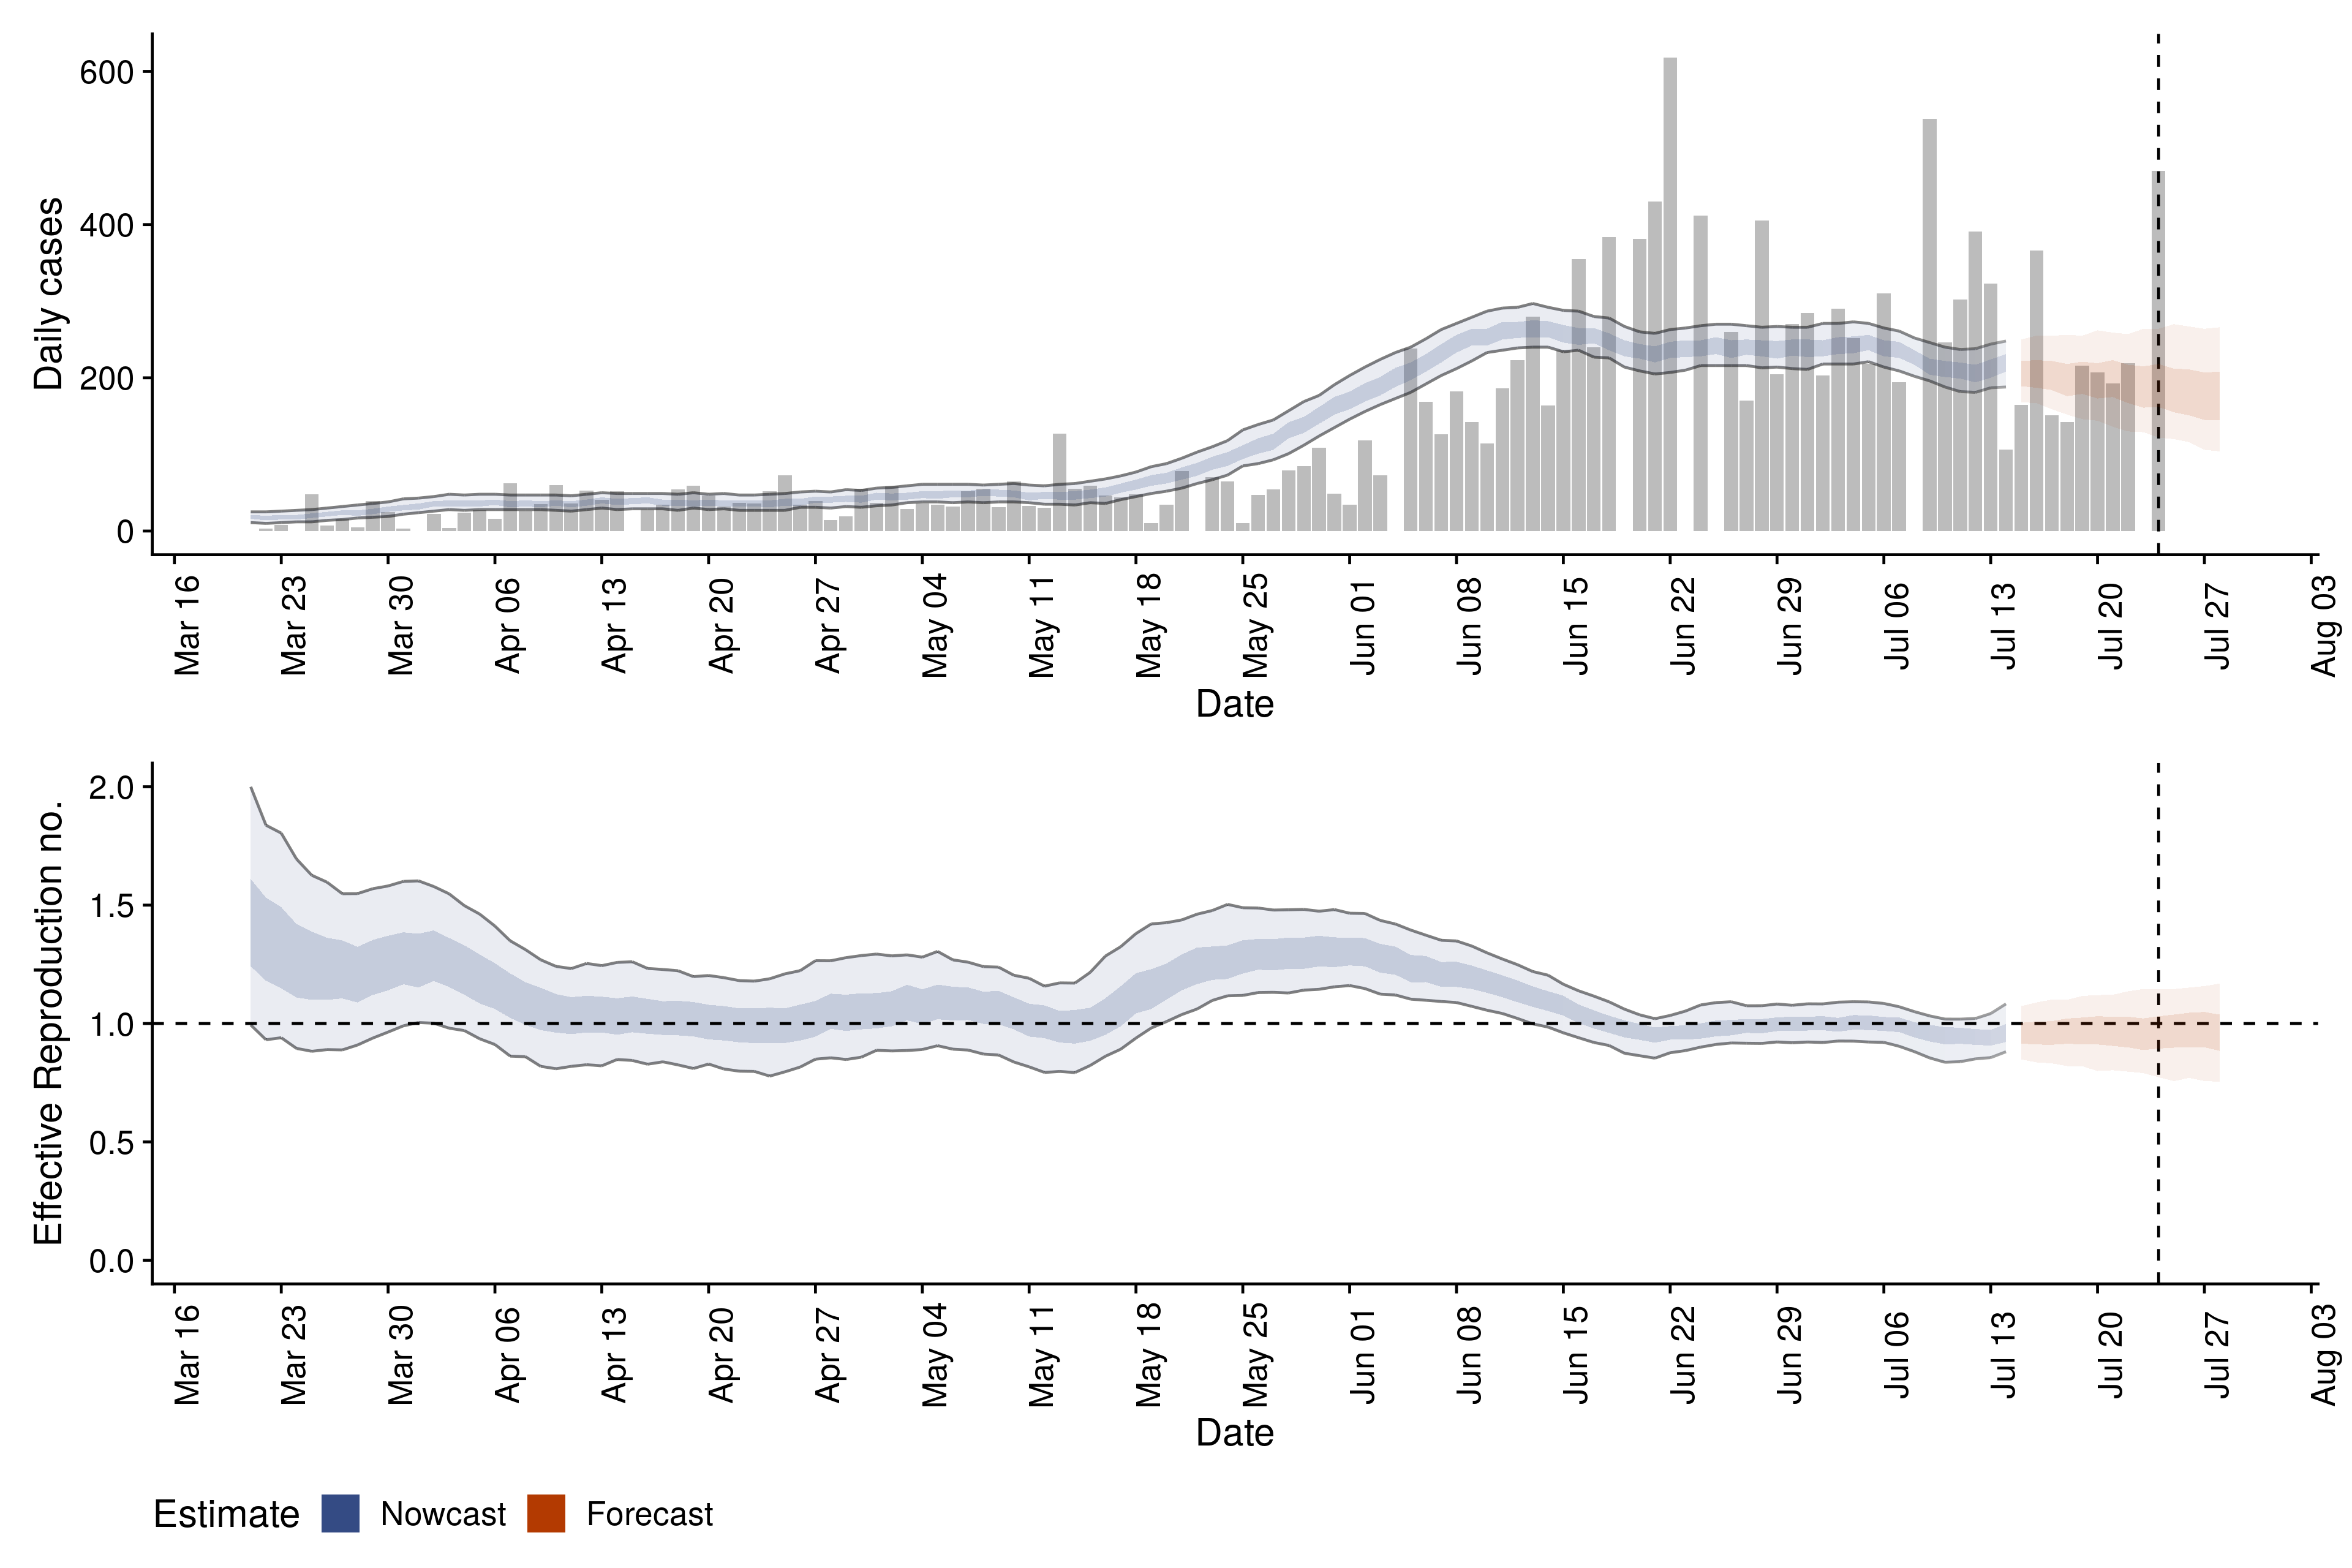 Daily cases
600
400
200
0
Mar 16 Mar 23 Mar 30 Apr 06 Apr 13 Apr 20 Apr 27 May 04 May 11 May 18 May 25 Jun 01 Jun 08 Jun 15 Jun 22 Jun 29 Jul 06 Jul 13 Jul 20 Jul 27 Aug 03
Date
Effective Reproduction no.
2.0
1.5
1.0
0.5
0.0
Mar 16 Mar 23 Mar 30 Apr 06 Apr 13 Apr 20 Apr 27 May 04 May 11 May 18 May 25 Jun 01 Jun 08 Jun 15 Jun 22 Jun 29 Jul 06 Jul 13 Jul 20 Jul 27 Aug 03
Date
Estimate Nowcast Forecast